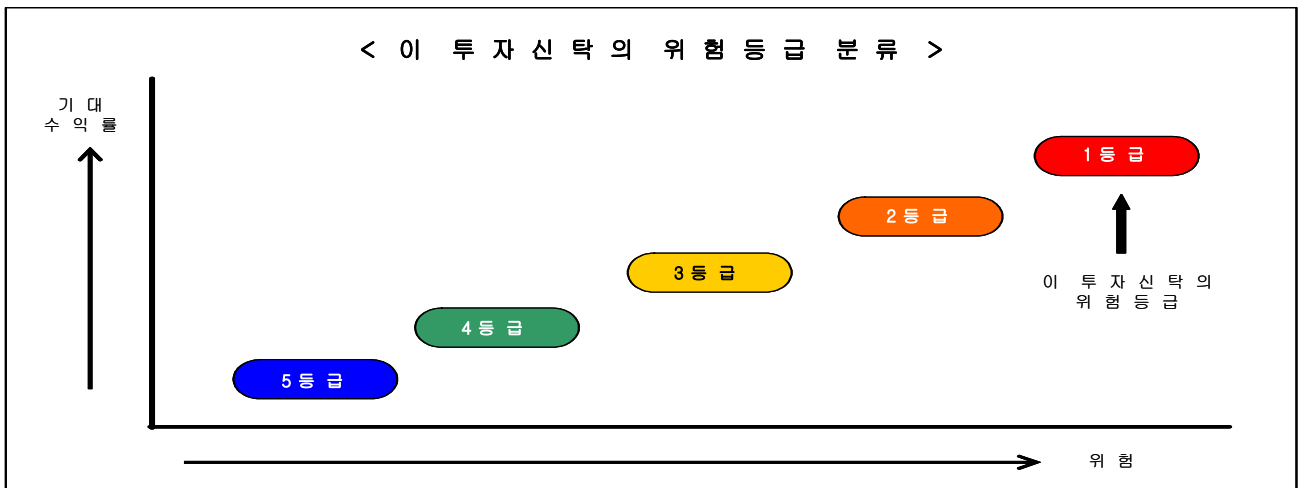 < 이 투자신탁의 위험등급 분류 >
기대
수익률
1등급
2등급
3등급
이 투자신탁의
위험등급
4등급
5등급
위험